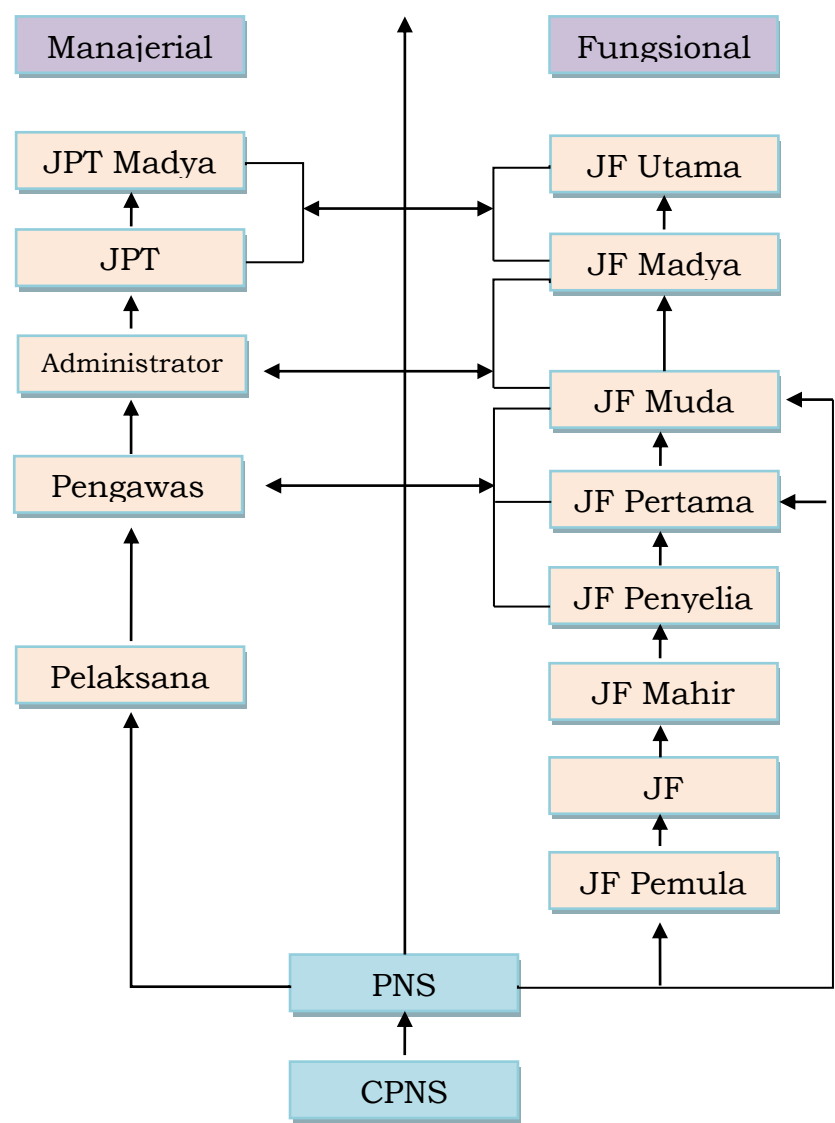 Manajerial
Fungsional
JPT Madya
JF Utama
JPT
JF Madya
Administrator
JF Muda
Pengawas
JF Pertama
JF Penyelia
Pelaksana
JF Mahir
JF
JF Pemula
PNS
CPNS